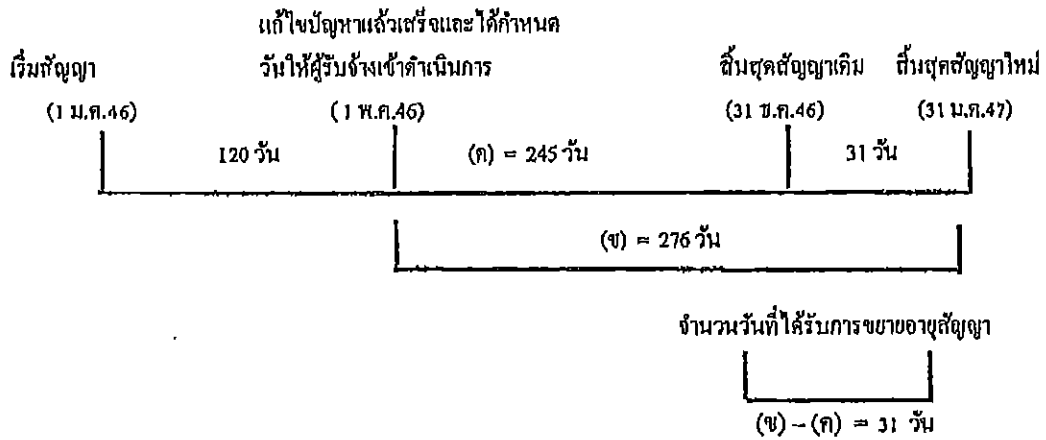 แก้ไขปัญหาแล้วเสร็จและได้กำหนด
เริ่มสัญญา วันให้ผู้รับจ้างเข้าดำเนินการ สิ้นสุดสัญญาเดิม สิ้นสุดสัญญาใหม่
(1 ม.ค.46) (1 พ.ค.46) (31 ธ.ค.46) (31 ม.ค.47)
120 วัน (ค) = 245 วัน 31 วัน
(ข) = 276 วัน
จำนวนวันที่ได้รับการขยายอายุสัญญา
(ข) – (ค) = 31 วัน